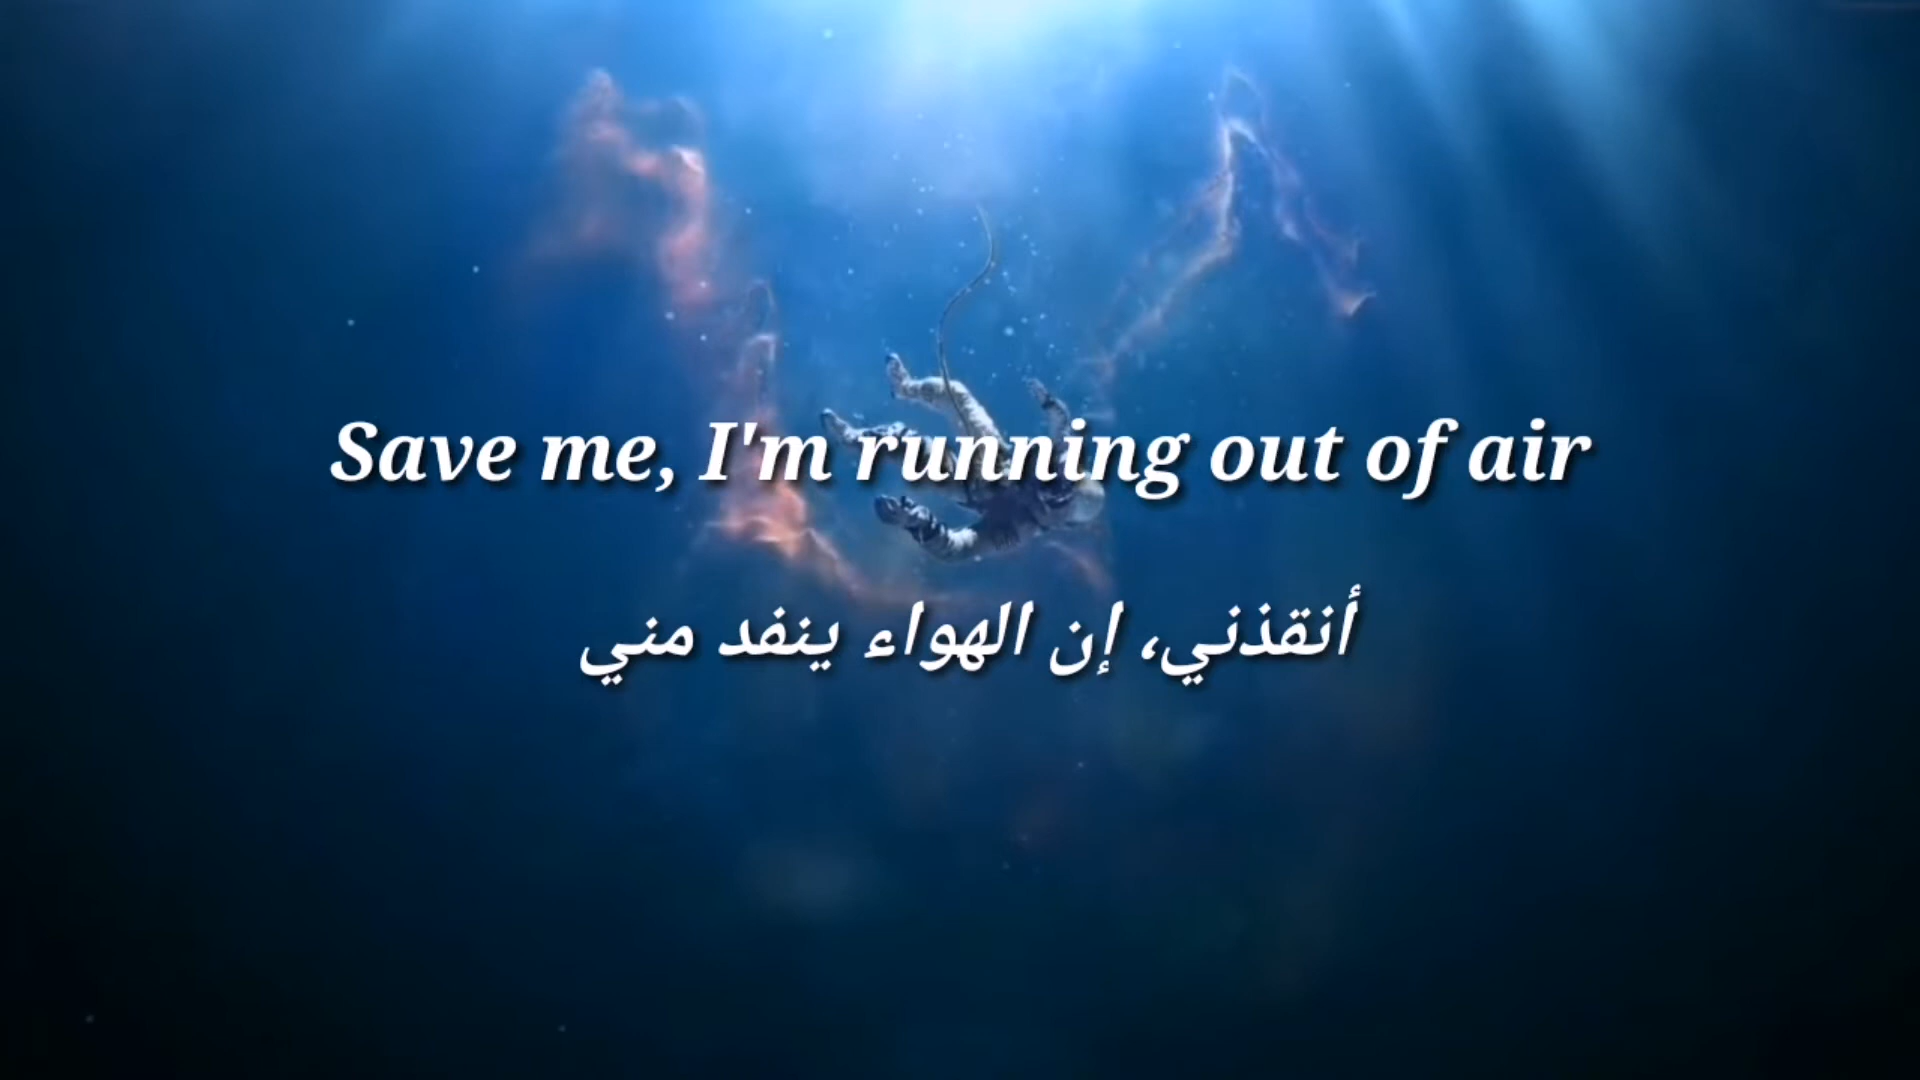 Save me, I'm running out of air
أنقذني، إن الهواء ينفد مني